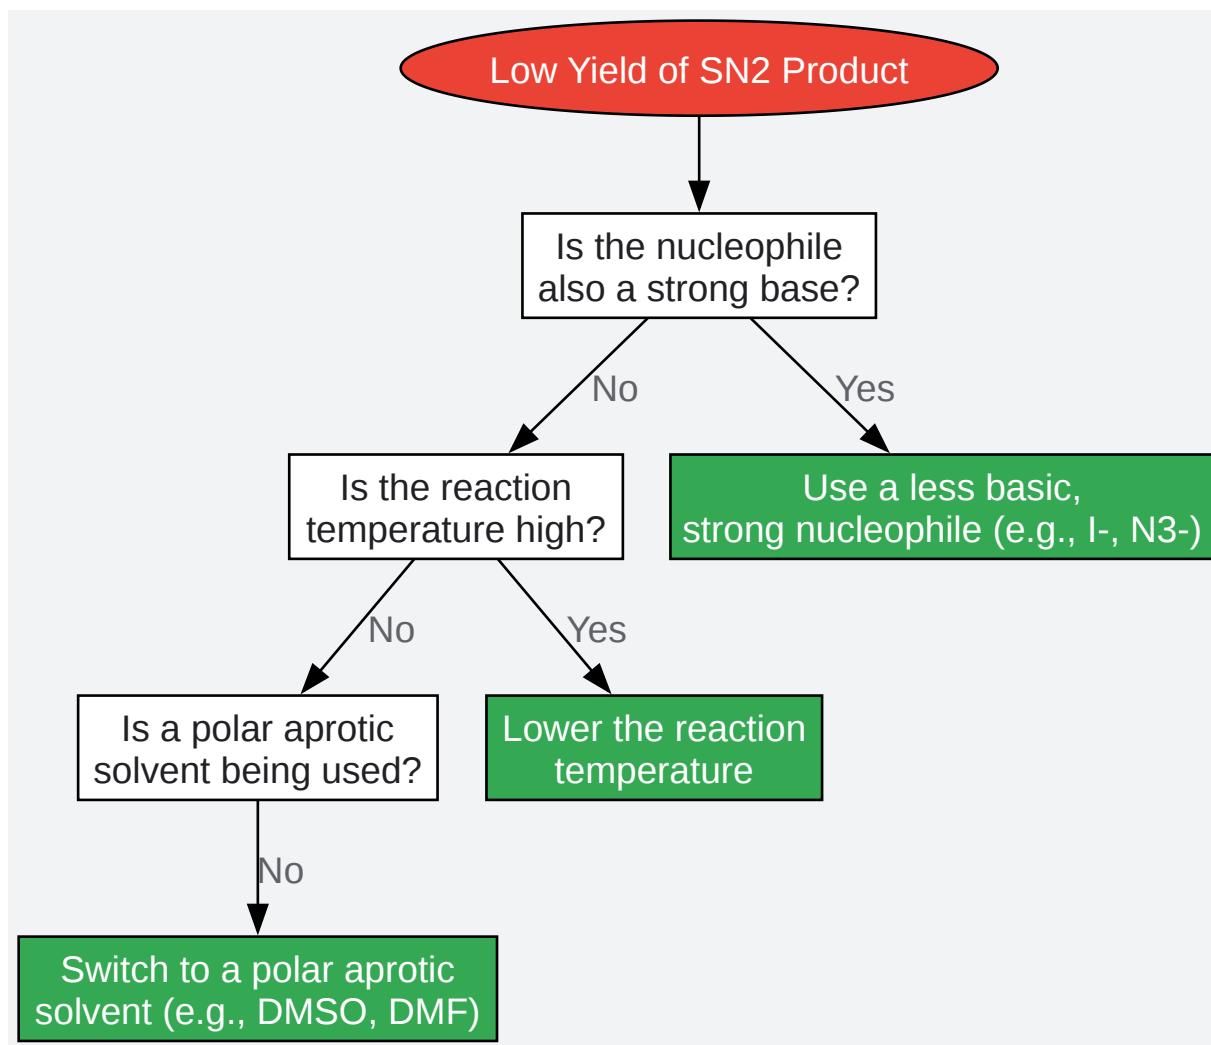 Low Yield of SN2 Product
Is the nucleophile
also a strong base?
No
Yes
Is the reaction
temperature high?
Use a less basic,
strong nucleophile (e.g., I-, N3-)
No
Yes
Is a polar aprotic
solvent being used?
Lower the reaction
temperature
No
Switch to a polar aprotic
solvent (e.g., DMSO, DMF)